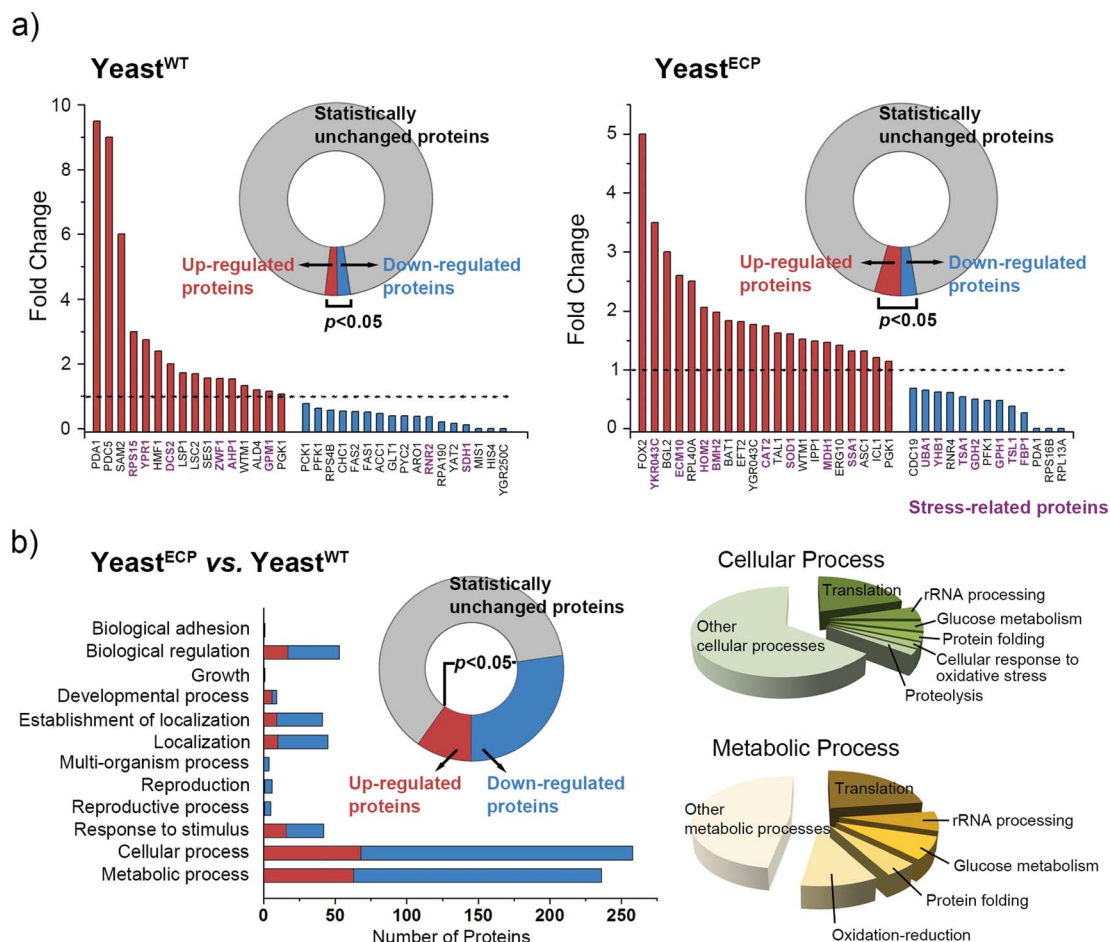 a)
Yeast^WT
Fold Change
10
8
6
4
2
0
Statistically
unchanged proteins
Up-regulated
proteins
Down-regulated
proteins
p<0.05
PDA1
PDC5
SAM2
RPS15
YPR1
HMF1
DCS2
LSP1
LSC2
SES1
ZWF1
AHP1
WTM1
ALD4
GPM1
PGK1
PCK1
PFK1
RPS4B
CHC1
FAS2
FAS1
ACC1
GLT1
PYC2
ARO1
RNR2
RPA190
YAT2
SDH1
MIS1
HIS4
YGR250C
Yeast^ECP
Fold Change
5
4
3
2
1
0
Statistically
unchanged proteins
Up-regulated
proteins
Down-regulated
proteins
p<0.05
FOX2
YKR043C
BGL2
ECM10
RPL40A
HOM2
BMH2
BAT1
EFT2
YGR043C
CAT2
TAL1
SOD1
WTM1
IPP1
MDH1
ERG10
SSA1
ASC1
ICL1
PGK1
CDC19
UBA1
YHB1
RNR4
TSA1
GDH2
PFK1
GPH1
TSL1
FBP1
PDA1
RPS16B
RPL13A
Stress-related proteins
b)
Yeast^ECP vs. Yeast^WT
Biological adhesion
Biological regulation
Growth
Developmental process
Establishment of localization
Localization
Multi-organism process
Reproduction
Reproductive process
Response to stimulus
Cellular process
Metabolic process
0 50 100 150 200 250
Number of Proteins
Statistically
unchanged proteins
p<0.05
Up-regulated
proteins
Down-regulated
proteins
Cellular Process
Translation
rRNA processing
Glucose metabolism
Protein folding
Cellular response to
oxidative stress
Proteolysis
Other
cellular processes
Metabolic Process
Translation
rRNA processing
Glucose metabolism
Protein folding
Oxidation-reduction
Other
metabolic processes